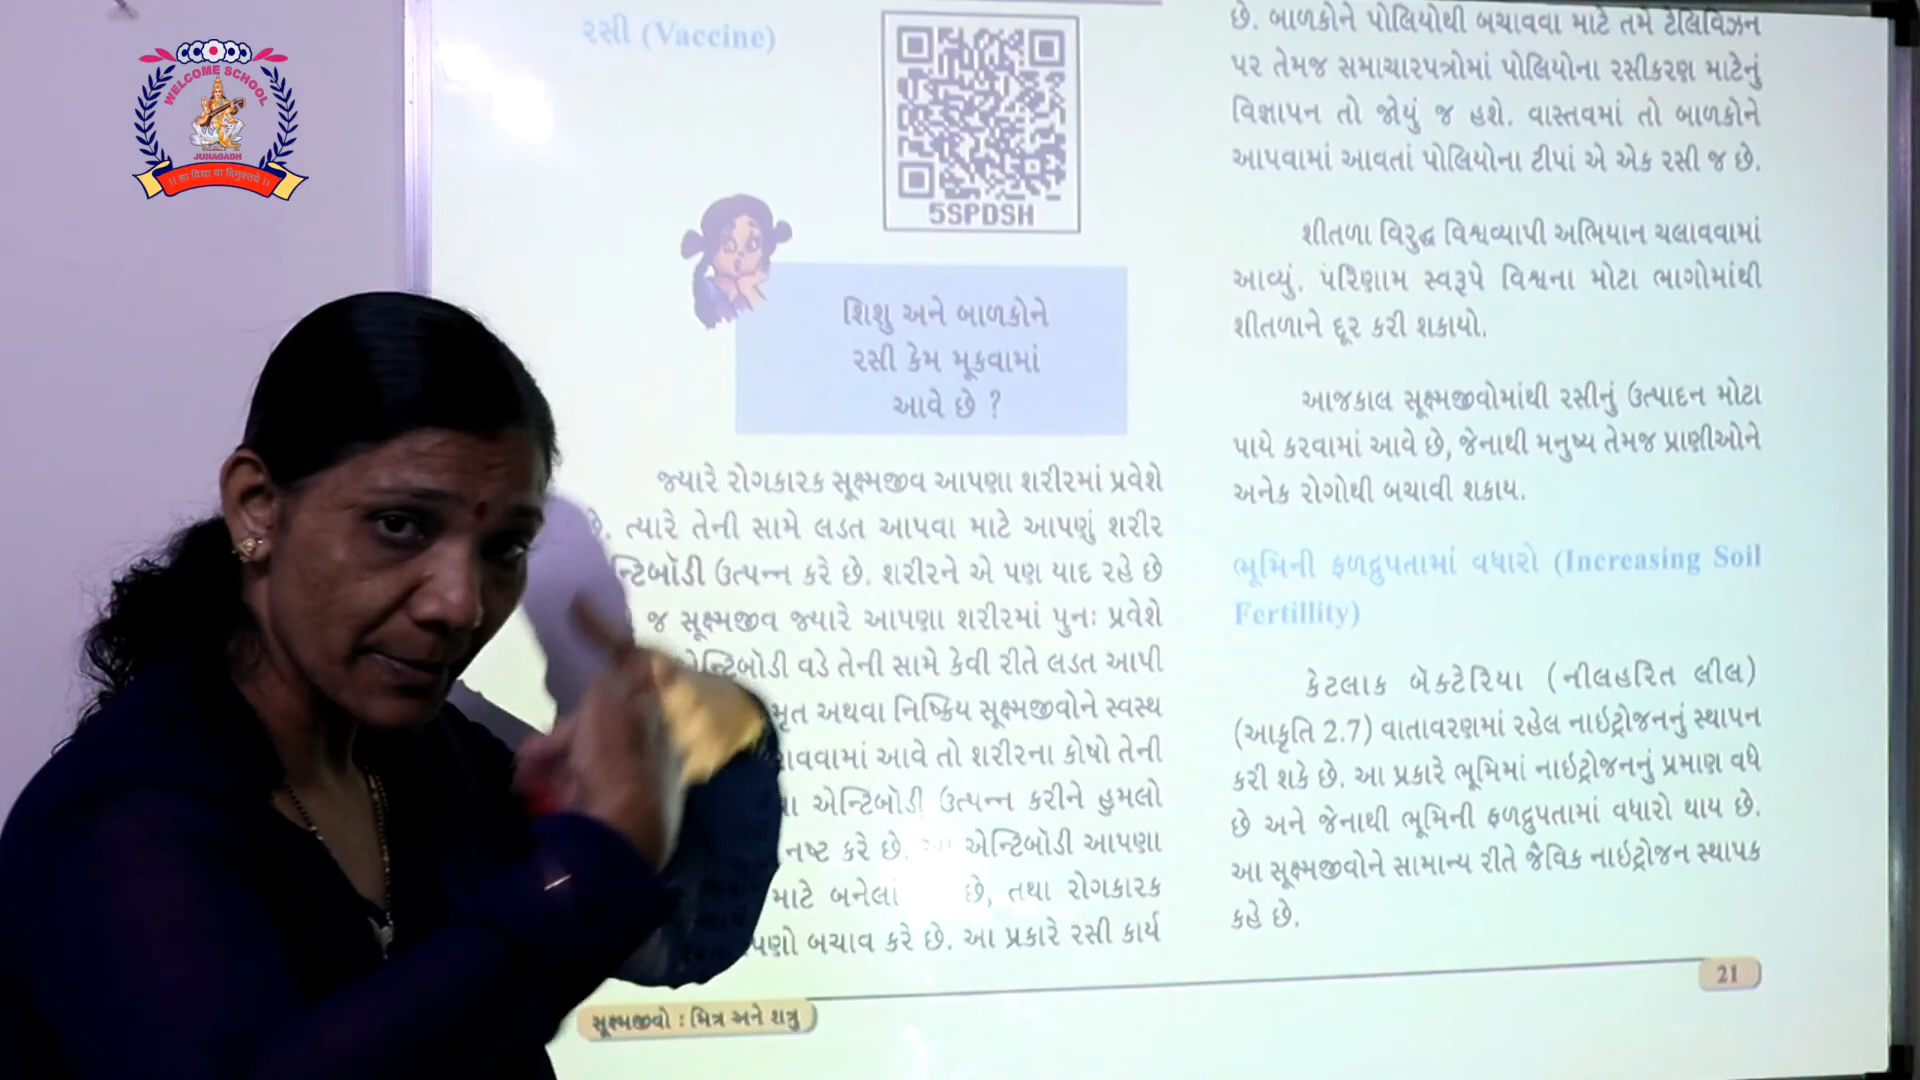 WELCOME SCHOOL
JUNAGADH
॥ सा विद्या या विमुक्तये ॥
રસી (Vaccine)
5SPDSH
શિશુ અને બાળકોને
રસી કેમ મૂકવામાં
આવે છે ?
જ્યારે રોગકારક સૂક્ષ્મજીવ આપણા શરીરમાં પ્રવેશે
છે. ત્યારે તેની સામે લડત આપવા માટે આપણું શરીર
ન્ટિબૉડી ઉત્પન્ન કરે છે. શરીરને એ પણ યાદ રહે છે
જ સૂક્ષ્મજીવ જ્યારે આપણા શરીરમાં પુનઃ પ્રવેશે
એન્ટિબૉડી વડે તેની સામે કેવી રીતે લડત આપી
મૃત અથવા નિષ્ક્રિય સૂક્ષ્મજીવોને સ્વસ્થ
ાવવામાં આવે તો શરીરના કોષો તેની
એન્ટિબૉડી ઉત્પન્ન કરીને હુમલો
નષ્ટ કરે છે. એન્ટિબૉડી આપણા
માટે બનેલાં છે, તથા રોગકારક
પણો બચાવ કરે છે. આ પ્રકારે રસી કાર્ય
છે. બાળકોને પોલિયોથી બચાવવા માટે તમે ટેલિવિઝન
પર તેમજ સમાચારપત્રોમાં પોલિયોના રસીકરણ માટેનું
વિજ્ઞાપન તો જોયું જ હશે. વાસ્તવમાં તો બાળકોને
આપવામાં આવતાં પોલિયોના ટીપાં એ એક રસી જ છે.
શીતળા વિરુદ્ધ વિશ્વવ્યાપી અભિયાન ચલાવવામાં
આવ્યું. પરિણામ સ્વરૂપે વિશ્વના મોટા ભાગોમાંથી
શીતળાને દૂર કરી શકાયો.
આજકાલ સૂક્ષ્મજીવોમાંથી રસીનું ઉત્પાદન મોટા
પાયે કરવામાં આવે છે, જેનાથી મનુષ્ય તેમજ પ્રાણીઓને
અનેક રોગોથી બચાવી શકાય.
ભૂમિની ફળદ્રુપતામાં વધારો (Increasing Soil
Fertillity)
કેટલાક બૅક્ટેરિયા (નીલહરિત લીલ)
(આકૃતિ 2.7) વાતાવરણમાં રહેલ નાઇટ્રોજનનું સ્થાપન
કરી શકે છે. આ પ્રકારે ભૂમિમાં નાઇટ્રોજનનું પ્રમાણ વધે
છે અને જેનાથી ભૂમિની ફળદ્રુપતામાં વધારો થાય છે.
આ સૂક્ષ્મજીવોને સામાન્ય રીતે જૈવિક નાઇટ્રોજન સ્થાપક
કહે છે.
સૂક્ષ્મજીવો : મિત્ર અને શત્રુ
21